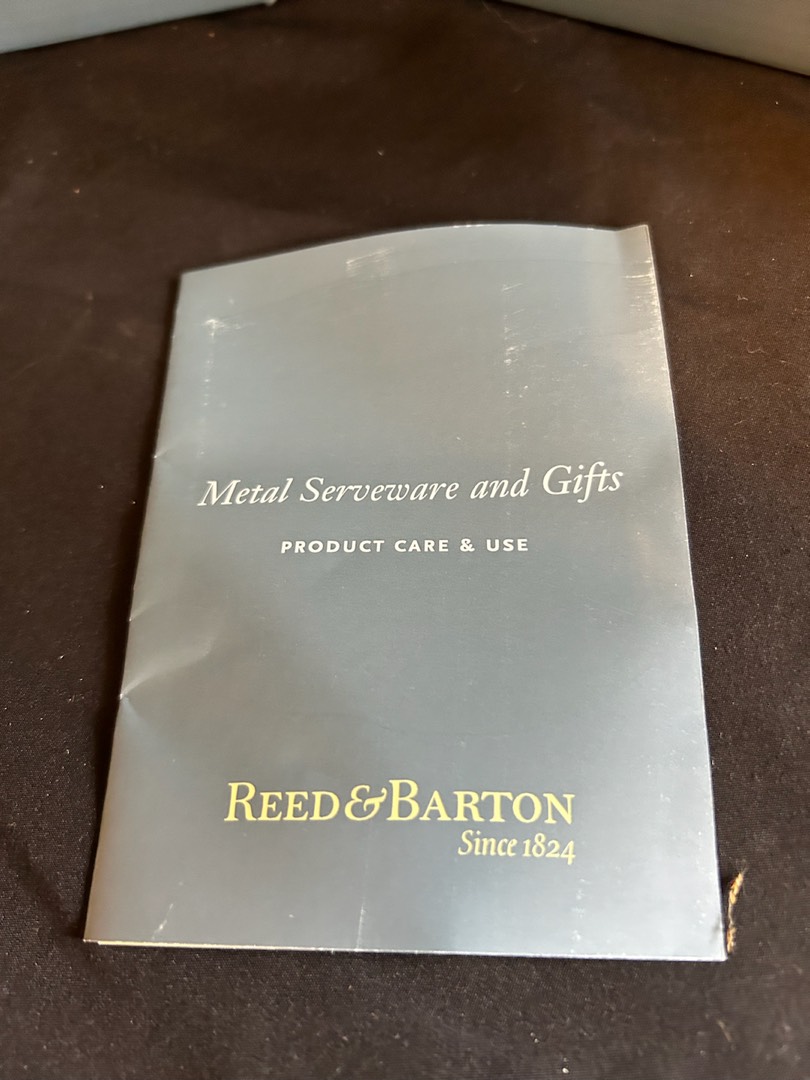 Metal Serveware and Gifts
PRODUCT CARE & USE
REED & BARTON
Since 1824